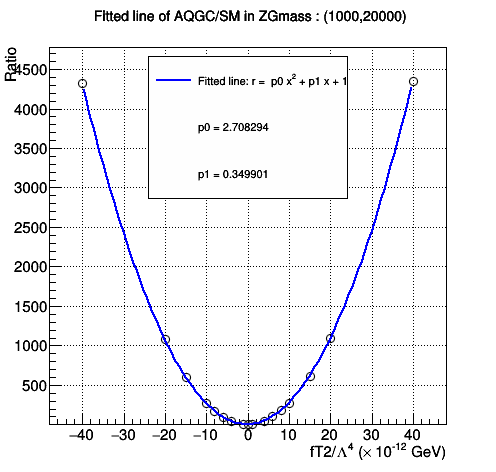 FItted line of AQGC/SM in ZGmass : (1000,20000)
Ratio
Fitted line: r = p0 x² + p1 x + 1
p0 = 2.708294
p1 = 0.349901
4500
4000
3500
3000
2500
2000
1500
1000
500
−40 −30 −20 −10 0 10 20 30 40
fT2/Λ⁴ (× 10⁻¹² GeV)